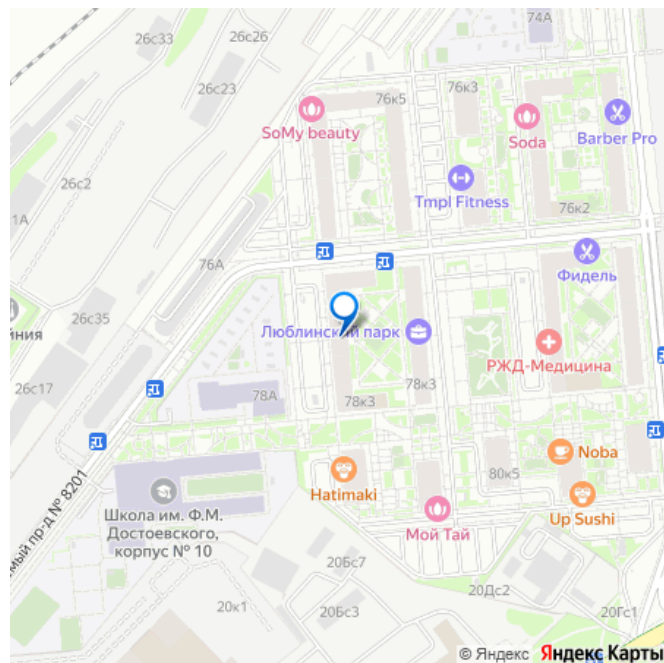 74А
26с33
26с26
26с23
76к3
76к5
SoMy beauty
Soda
Barber Pro
26с2
Tmpl Fitness
1А
76к2
76А
Фидель
26с35
йния
Люблинский парк
РЖД-Медицина
26с17
78А
78к3
78к3
Noba
80к5
Hatimaki
Up Sushi
Мой Тай
Школа им. Ф.М.
Достоевского,
корпус № 10
емый пр-д № 8201
20Бс7
20Дс2
20к1
20Бс3
20Гс1
© Яндекс Яндекс Карты